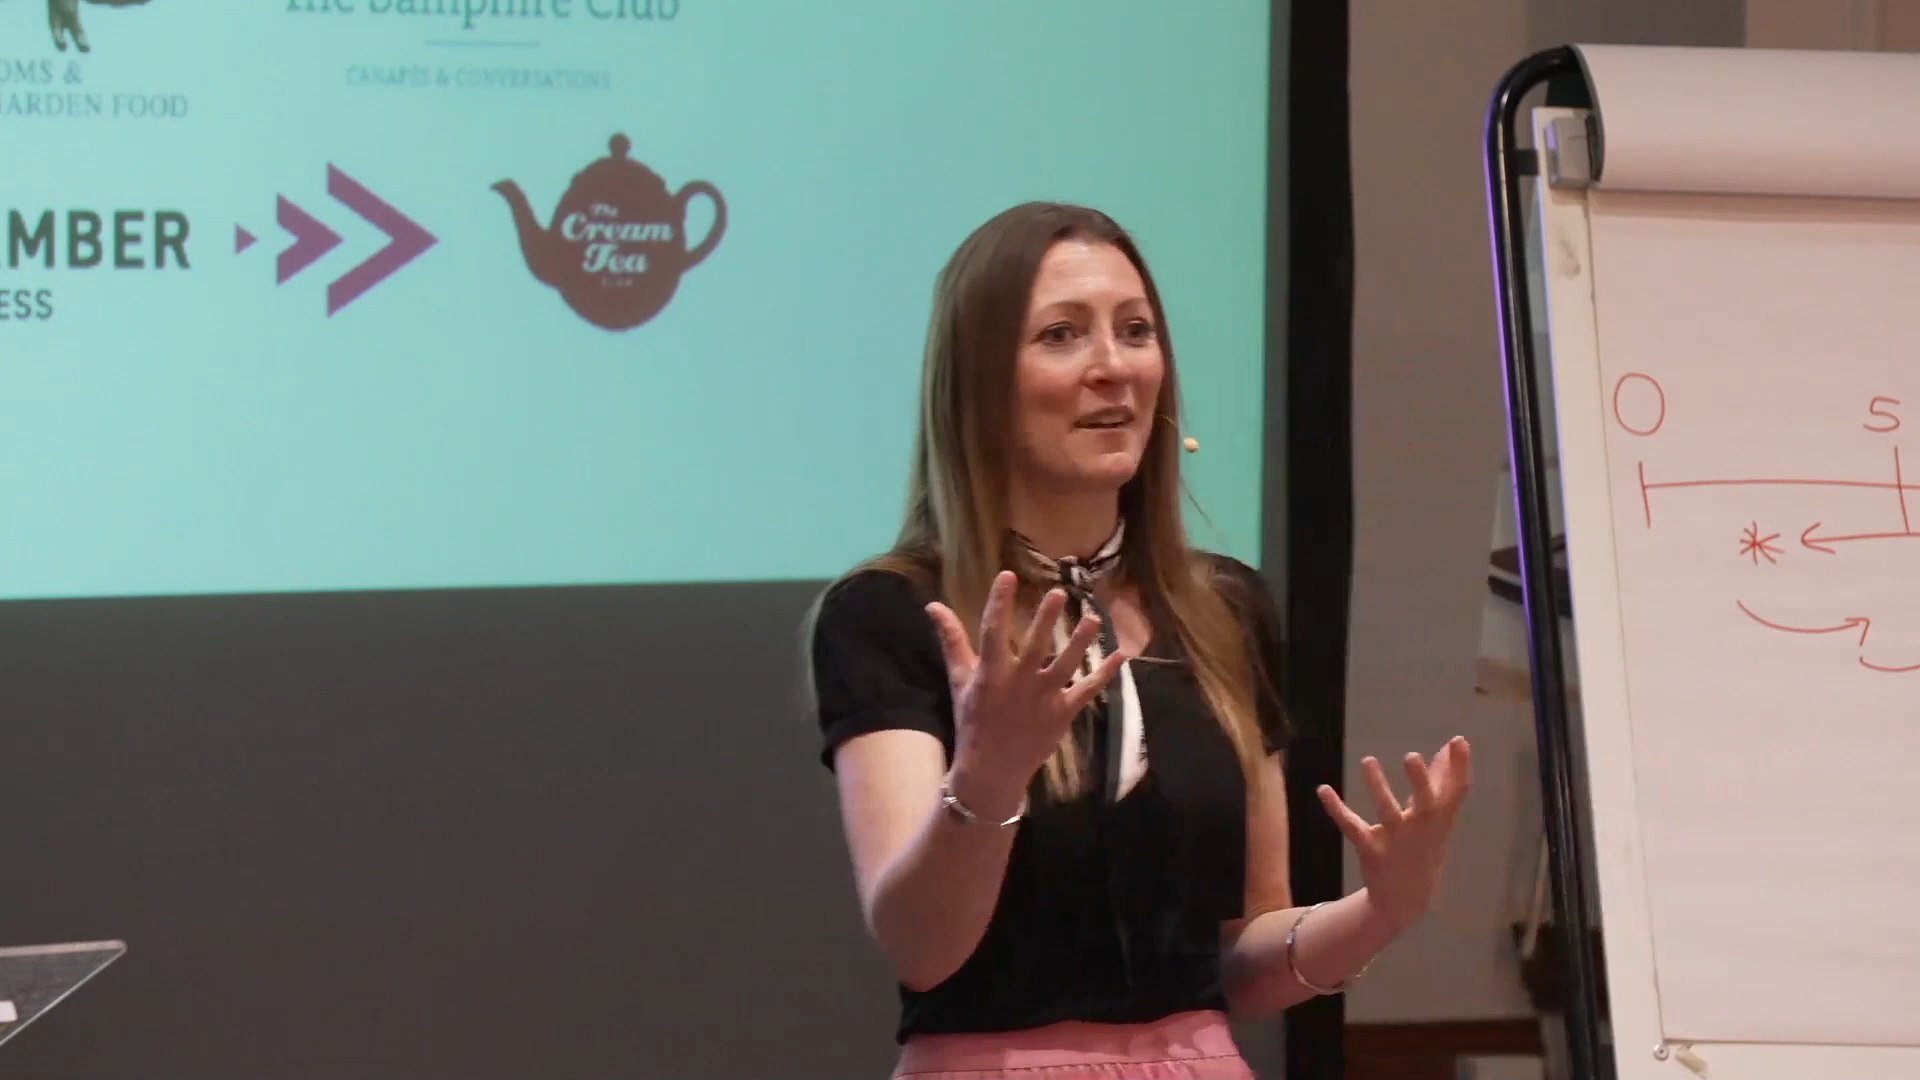 The Samphire Club
CANAPÉS & CONVERSATIONS
OMS &
GARDEN FOOD
MBER
ESS
The
Cream
Tea
0
5